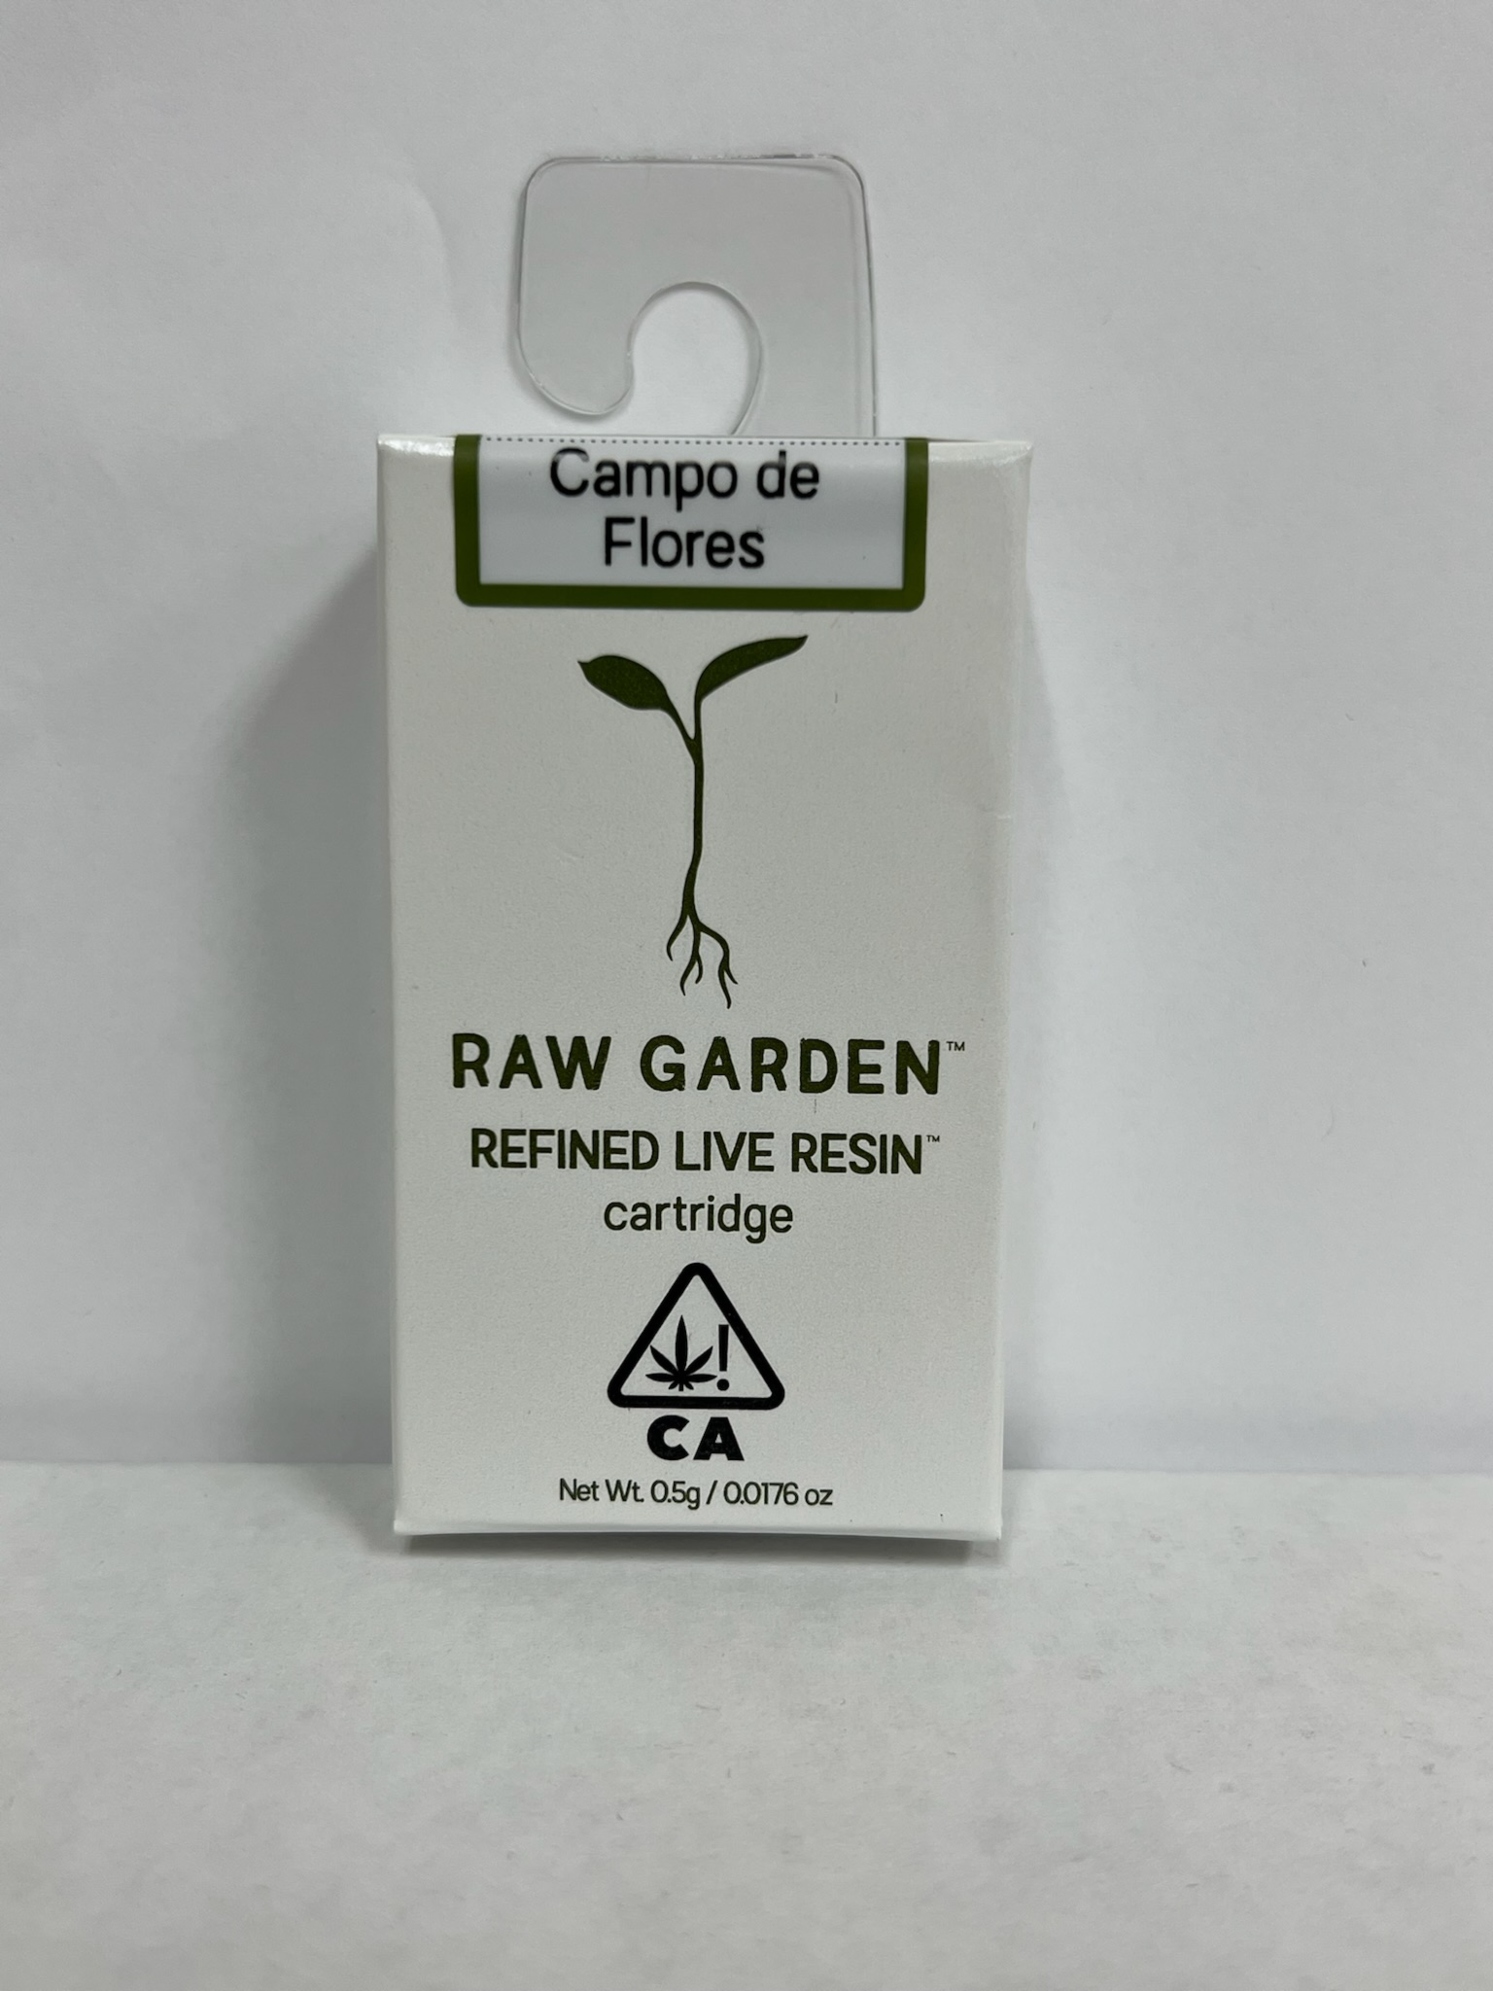 Campo de
Flores
RAW GARDEN™
REFINED LIVE RESIN™
cartridge
!
CA
Net Wt. 0.5g / 0.0176 oz